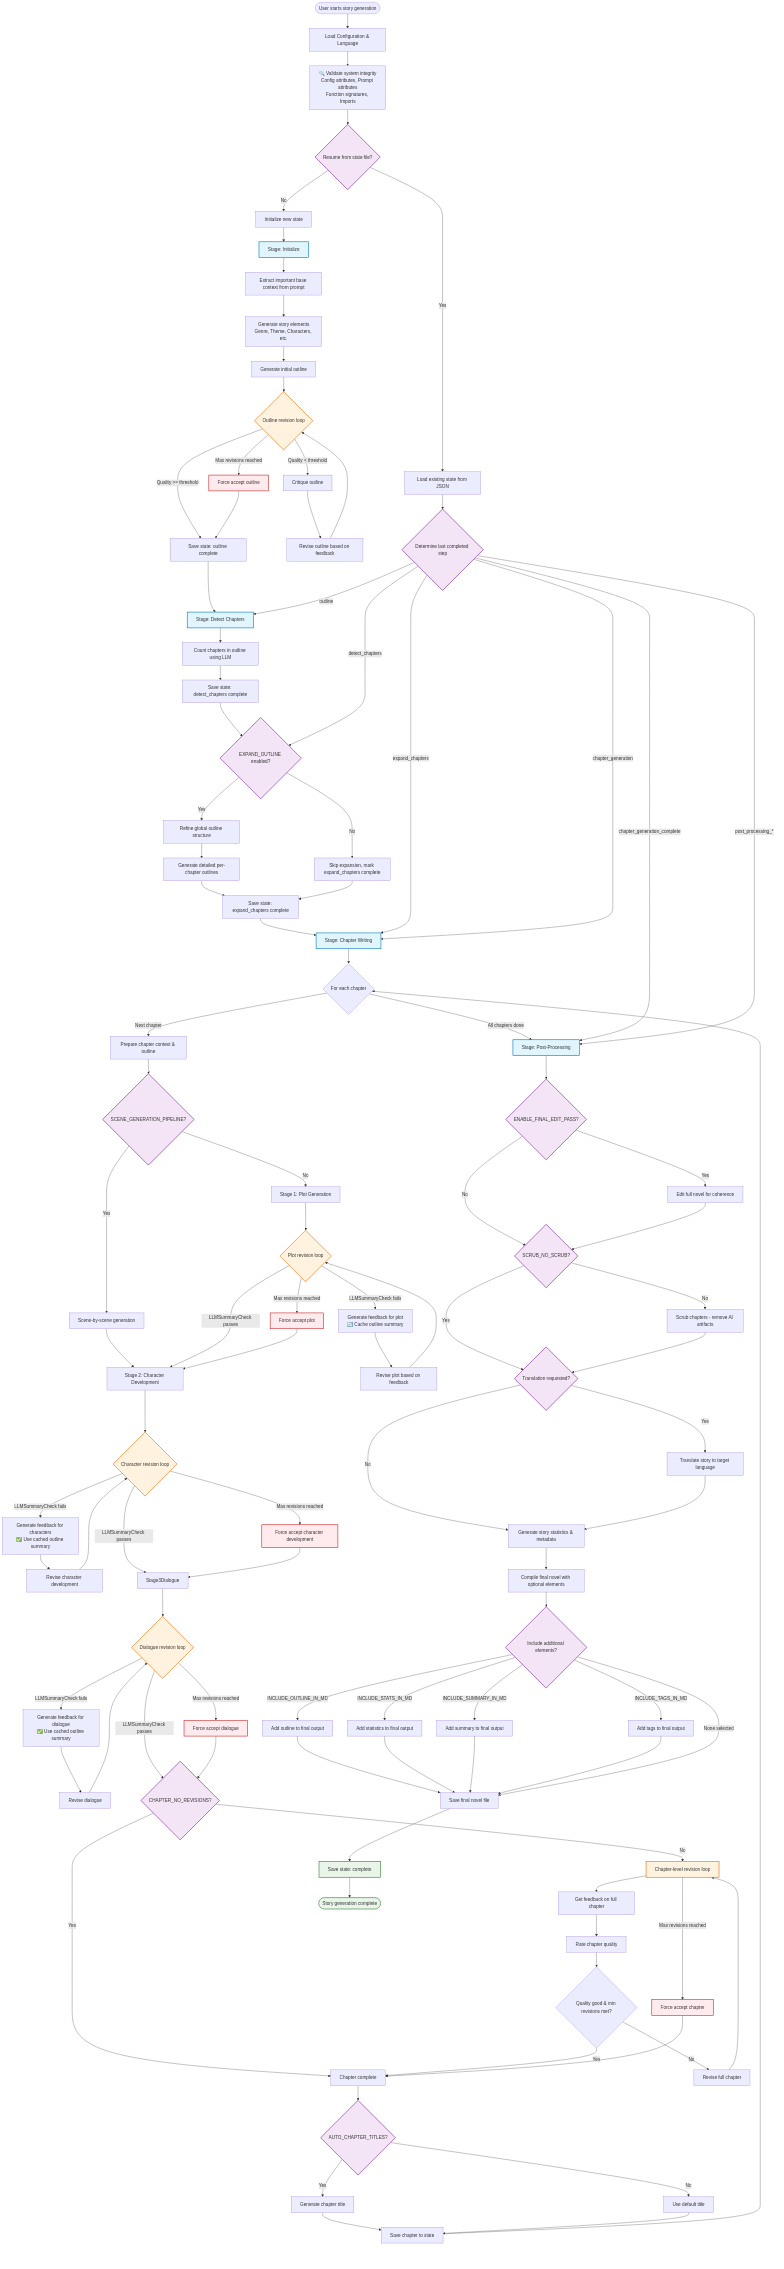 User starts story generation
Load Configuration &
Language
🔍 Validate system integrity
Config attributes, Prompt
attributes
Function signatures,
Imports
Resume from state file?
No
Yes
Initialize new state
Stage: Initialize
Extract important base
context from prompt
Generate story elements
Genre, Theme, Characters,
etc.
Generate initial outline
Outline revision loop
Quality >= threshold
Max revisions reached
Quality < threshold
Force accept outline
Critique outline
Save state: outline
complete
Revise outline based on
feedback
Load existing state from
JSON
Determine last completed
step
outline
detect_chapters
expand_chapters
chapter_generation
chapter_generation_complete
post_processing_*
Stage: Detect Chapters
Count chapters in outline
using LLM
Save state:
detect_chapters complete
EXPAND_OUTLINE
enabled?
Yes
No
Refine global outline
structure
Generate detailed per-
chapter outlines
Skip expansion, mark
expand_chapters complete
Save state:
expand_chapters complete
Stage: Chapter Writing
For each chapter
Next chapter
All chapters done
Prepare chapter context &
outline
Stage: Post-Processing
SCENE_GENERATION_PIPELINE?
Yes
No
Stage 1: Plot Generation
Plot revision loop
LLMSummaryCheck
passes
Max revisions reached
LLMSummaryCheck fails
Scene-by-scene generation
Force accept plot
Generate feedback for plot
🔄 Cache outline summary
Revise plot based on
feedback
Stage 2: Character
Development
Character revision loop
LLMSummaryCheck fails
LLMSummaryCheck
passes
Max revisions reached
Generate feedback for
characters
✅ Use cached outline
summary
Force accept character
development
Revise character
development
Stage3Dialogue
Dialogue revision loop
LLMSummaryCheck fails
LLMSummaryCheck
passes
Max revisions reached
Generate feedback for
dialogue
✅ Use cached outline
summary
Force accept dialogue
Revise dialogue
CHAPTER_NO_REVISIONS?
Yes
No
ENABLE_FINAL_EDIT_PASS?
No
Yes
Edit full novel for coherence
SCRUB_NO_SCRUB?
Yes
No
Scrub chapters - remove AI
artifacts
Translation requested?
No
Yes
Translate story to target
language
Generate story statistics &
metadata
Compile final novel with
optional elements
Include additional
elements?
INCLUDE_OUTLINE_IN_MD
INCLUDE_STATS_IN_MD
INCLUDE_SUMMARY_IN_MD
INCLUDE_TAGS_IN_MD
None selected
Add outline to final output
Add statistics to final output
Add summary to final output
Add tags to final output
Save final novel file
Save state: complete
Story generation complete
Chapter-level revision loop
Get feedback on full
chapter
Max revisions reached
Rate chapter quality
Quality good & min
revisions met?
Force accept chapter
Yes
No
Revise full chapter
Chapter complete
AUTO_CHAPTER_TITLES?
Yes
No
Generate chapter title
Use default title
Save chapter to state